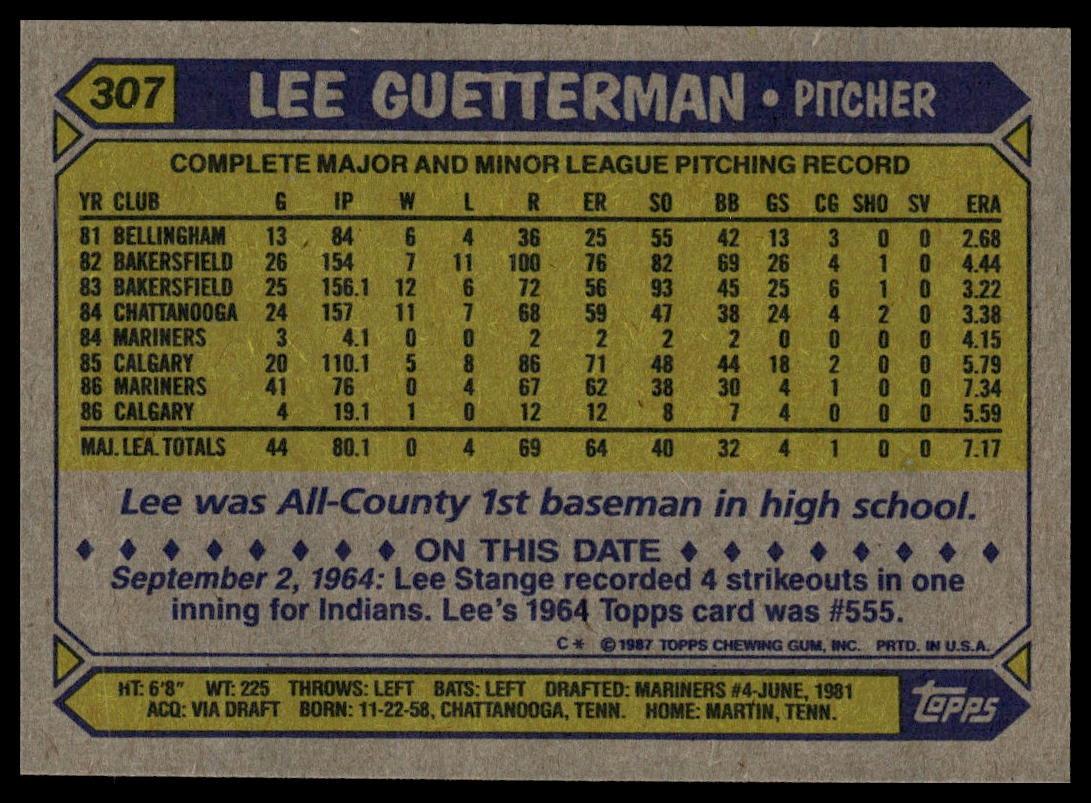 307 LEE GUETTERMAN • PITCHER
COMPLETE MAJOR AND MINOR LEAGUE PITCHING RECORD
YR CLUB G IP W L R ER SO BB GS CG SHO SV ERA
81 BELLINGHAM 13 84 6 4 36 25 55 42 13 3 0 0 2.68
82 BAKERSFIELD 26 154 7 11 100 76 82 69 26 4 1 0 4.44
83 BAKERSFIELD 25 156.1 12 6 72 56 93 45 25 6 1 0 3.22
84 CHATTANOOGA 24 157 11 7 68 59 47 38 24 4 2 0 3.38
84 MARINERS 3 4.1 0 0 2 2 2 2 0 0 0 0 4.15
85 CALGARY 20 110.1 5 8 86 71 48 44 18 2 0 0 5.79
86 MARINERS 41 76 0 4 67 62 38 30 4 1 0 0 7.34
86 CALGARY 4 19.1 1 0 12 12 8 7 4 0 0 0 5.59
MAJ. LEA. TOTALS 44 80.1 0 4 69 64 40 32 4 1 0 0 7.17
Lee was All-County 1st baseman in high school.
ON THIS DATE
September 2, 1964: Lee Stange recorded 4 strikeouts in one
inning for Indians. Lee's 1964 Topps card was #555.
C* ©1987 TOPPS CHEWING GUM, INC. PRTD. IN U.S.A.
HT: 6'8" WT: 225 THROWS: LEFT BATS: LEFT DRAFTED: MARINERS #4-JUNE, 1981
ACQ: VIA DRAFT BORN: 11-22-58, CHATTANOOGA, TENN. HOME: MARTIN, TENN.
TOPPS